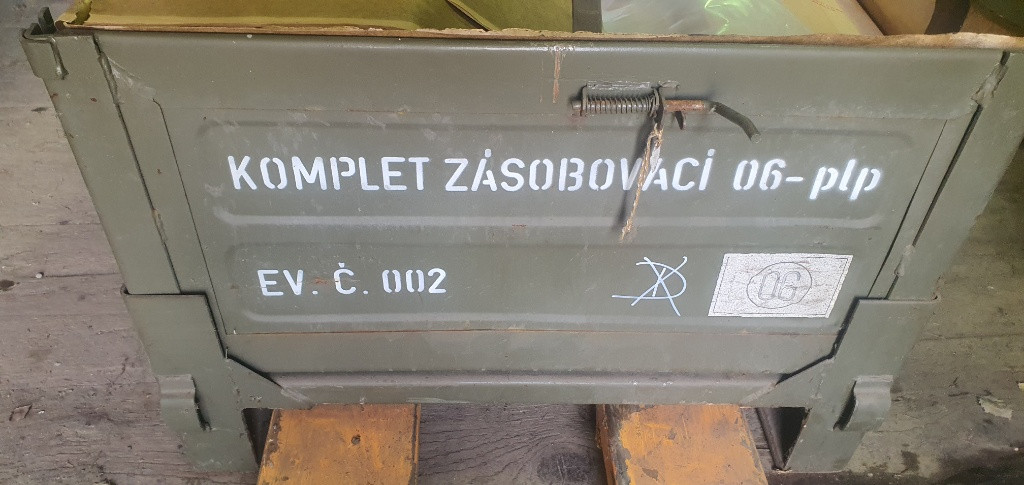 KOMPLET ZÁSOBOVACÍ 06-plp
EV. Č. 002
06